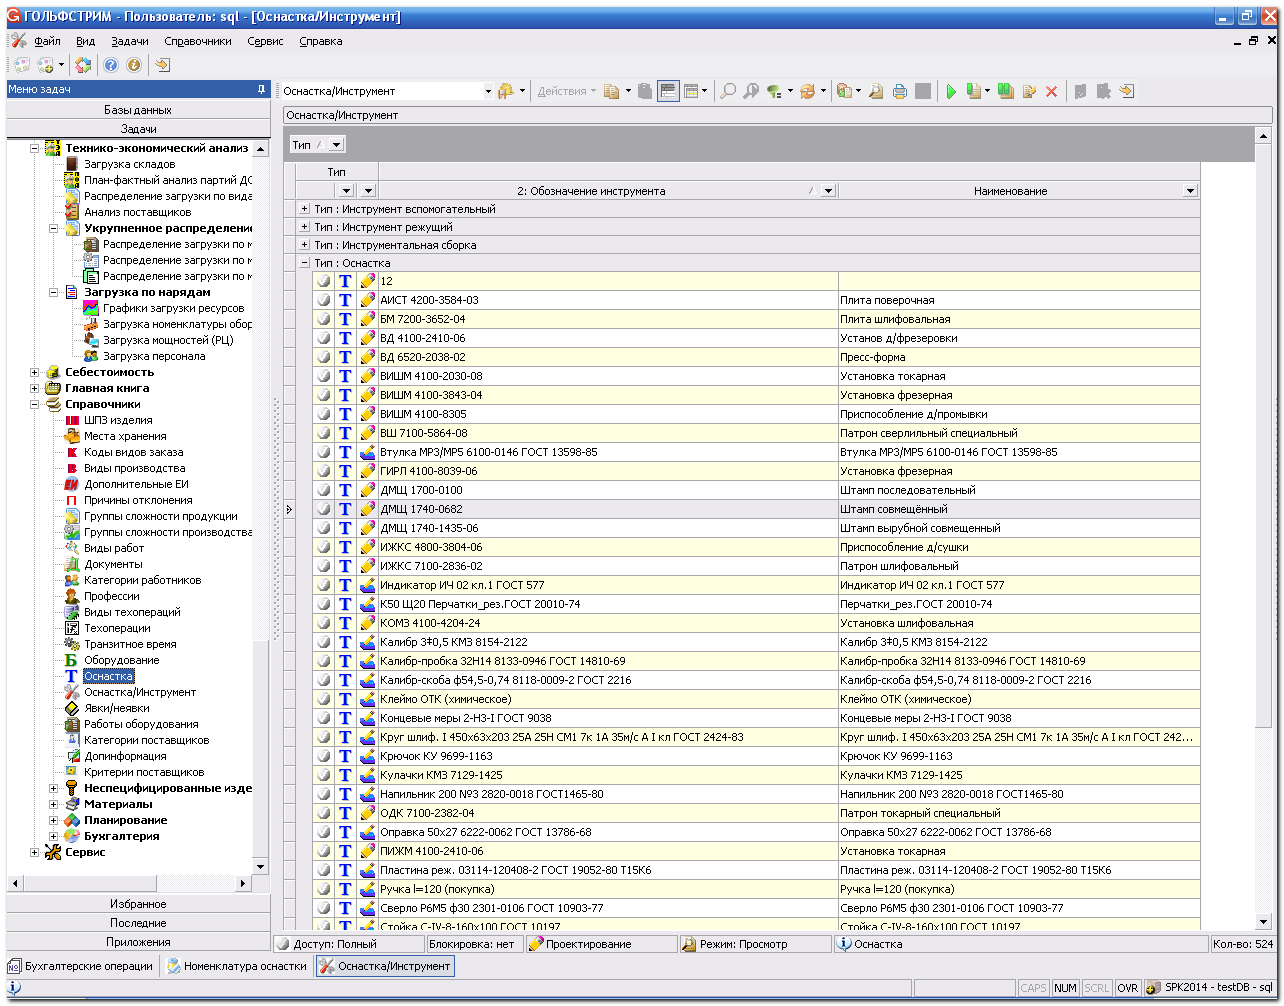 ГОЛЬФСТРИМ - Пользователь: sql - [Оснастка/Инструмент]
Файл Вид Задачи Справочники Сервис Справка
Меню задач
Базы данных
Задачи
Технико-экономический анализ
Загрузка складов
План-фактный анализ партий ДС
Распределение загрузки по вида
Анализ поставщиков
Укрупненное распределение
Распределение загрузки по м
Распределение загрузки по м
Распределение загрузки по м
Загрузка по нарядам
Графики загрузки ресурсов
Загрузка номенклатуры обор
Загрузка мощностей (РЦ)
Загрузка персонала
Себестоимость
Главная книга
Справочники
ШПЗ изделия
Места хранения
Коды видов заказа
Виды производства
Дополнительные ЕИ
Причины отклонения
Группы сложности продукции
Группы сложности производства
Виды работ
Документы
Категории работников
Профессии
Виды техопераций
Техоперации
Транзитное время
Оборудование
Оснастка
Оснастка/Инструмент
Явки/неявки
Работы оборудования
Категории поставщиков
Допинформация
Критерии поставщиков
Неспецифицированные изде
Материалы
Планирование
Бухгалтерия
Сервис
Избранное
Последние
Приложения
Оснастка/Инструмент Действия
Оснастка/Инструмент
Тип
Тип
2: Обозначение инструмента Наименование
Тип : Инструмент вспомогательный
Тип : Инструмент режущий
Тип : Инструментальная сборка
Тип : Оснастка
12
АИСТ 4200-3584-03 Плита поверочная
БМ 7200-3652-04 Плита шлифовальная
ВД 4100-2410-06 Установ д/фрезеровки
ВД 6520-2038-02 Пресс-форма
ВИШМ 4100-2030-08 Установка токарная
ВИШМ 4100-3843-04 Установка фрезерная
ВИШМ 4100-8305 Приспособление д/промывки
ВШ 7100-5864-08 Патрон сверлильный специальный
Втулка МР3/МР5 6100-0146 ГОСТ 13598-85 Втулка МР3/МР5 6100-0146 ГОСТ 13598-85
ГИРЛ 4100-8039-06 Установка фрезерная
ДМЩ 1700-0100 Штамп последовательный
ДМЩ 1740-0682 Штамп совмещённый
ДМЩ 1740-1435-06 Штамп вырубной совмещенный
ИЖКС 4800-3804-06 Приспособление д/сушки
ИЖКС 7100-2836-02 Патрон шлифовальный
Индикатор ИЧ 02 кл.1 ГОСТ 577 Индикатор ИЧ 02 кл.1 ГОСТ 577
К50 Щ20 Перчатки_рез.ГОСТ 20010-74 Перчатки_рез.ГОСТ 20010-74
КОМЗ 4100-4204-24 Установка шлифовальная
Калибр 3‡0,5 КМЗ 8154-2122 Калибр 3‡0,5 КМЗ 8154-2122
Калибр-пробка 32Н14 8133-0946 ГОСТ 14810-69 Калибр-пробка 32Н14 8133-0946 ГОСТ 14810-69
Калибр-скоба ф54,5-0,74 8118-0009-2 ГОСТ 2216 Калибр-скоба ф54,5-0,74 8118-0009-2 ГОСТ 2216
Клеймо ОТК (химическое) Клеймо ОТК (химическое)
Концевые меры 2-Н3-I ГОСТ 9038 Концевые меры 2-Н3-I ГОСТ 9038
Круг шлиф. I 450х63х203 25А 25Н СМ1 7к 1А 35м/с А I кл ГОСТ 2424-83 Круг шлиф. I 450х63х203 25А 25Н СМ1 7к 1А 35м/с А I кл ГОСТ 242...
Крючок КУ 9699-1163 Крючок КУ 9699-1163
Кулачки КМЗ 7129-1425 Кулачки КМЗ 7129-1425
Напильник 200 №3 2820-0018 ГОСТ1465-80 Напильник 200 №3 2820-0018 ГОСТ1465-80
ОДК 7100-2382-04 Патрон токарный специальный
Оправка 50х27 6222-0062 ГОСТ 13786-68 Оправка 50х27 6222-0062 ГОСТ 13786-68
ПИЖМ 4100-2410-06 Установка токарная
Пластина реж. 03114-120408-2 ГОСТ 19052-80 Т15К6 Пластина реж. 03114-120408-2 ГОСТ 19052-80 Т15К6
Ручка l=120 (покупка) Ручка l=120 (покупка)
Сверло Р6М5 ф30 2301-0106 ГОСТ 10903-77 Сверло Р6М5 ф30 2301-0106 ГОСТ 10903-77
Стойка С-IV-8-160х100 ГОСТ 10197 Стойка С-IV-8-160х100 ГОСТ 10197
Доступ: Полный Блокировка: нет Проектирование Режим: Просмотр Оснастка Кол-во: 524
Бухгалтерские операции Номенклатура оснастки Оснастка/Инструмент
CAPS NUM SCRL OVR SPK2014 - testDB - sql